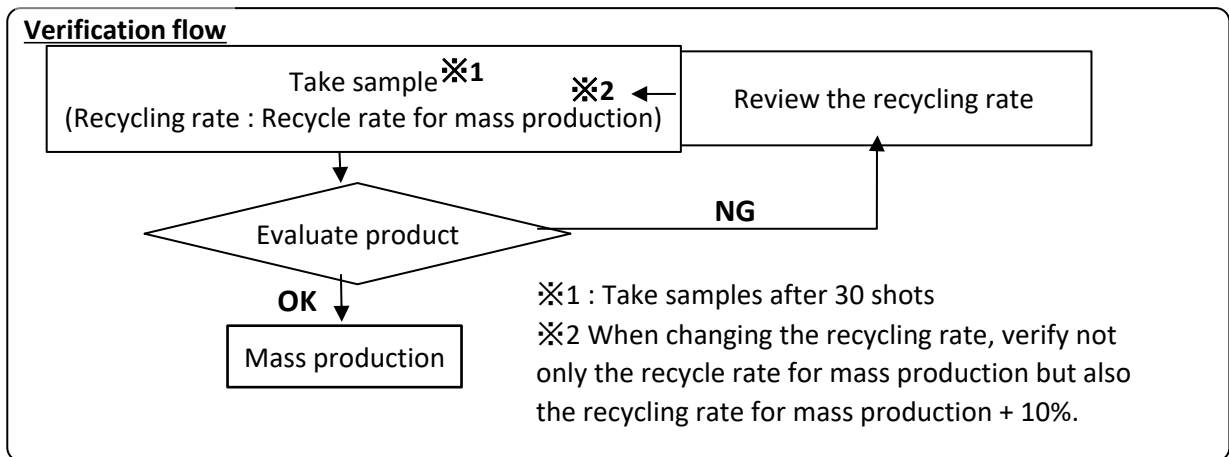 Verification flow
Take sample※1
※2
(Recycling rate : Recycle rate for mass production)
Review the recycling rate
Evaluate product
NG
OK
Mass production
※1 : Take samples after 30 shots
※2 When changing the recycling rate, verify not
only the recycle rate for mass production but also
the recycling rate for mass production + 10%.